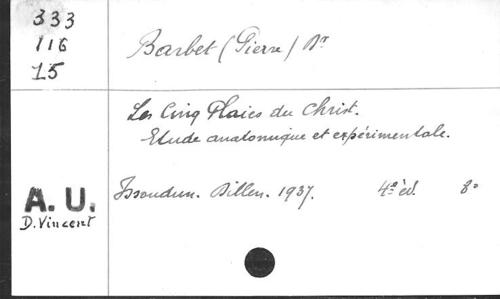 333
116
15
Barbet (Pierre) Dr
Les Cinq Plaies du Christ.
Etude anatomique et expérimentale.
A. U.
D. Vincent
Issoudun. Dillen. 1937. 4e éd. 8o